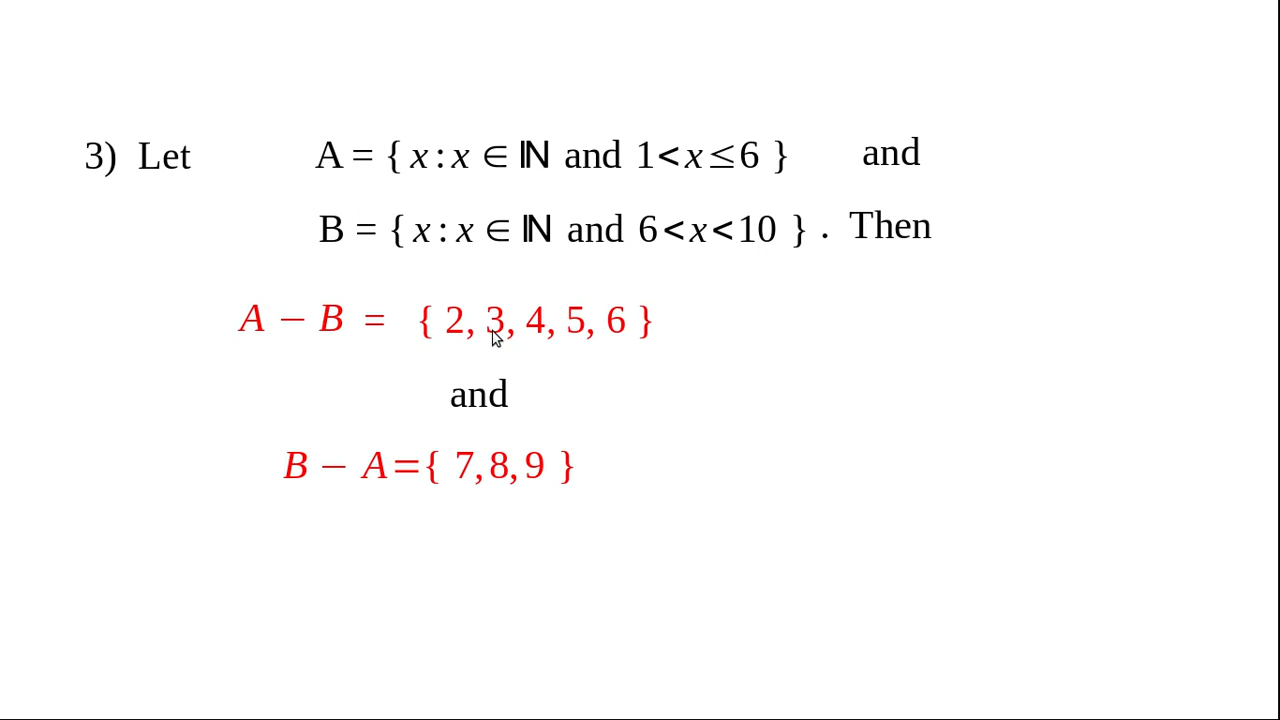 3) Let A = { x : x ∈ ℕ and 1<x≤6 } and
B = { x : x ∈ ℕ and 6<x<10 } . Then
A − B = { 2, 3, 4, 5, 6 }
and
B − A={ 7,8,9 }